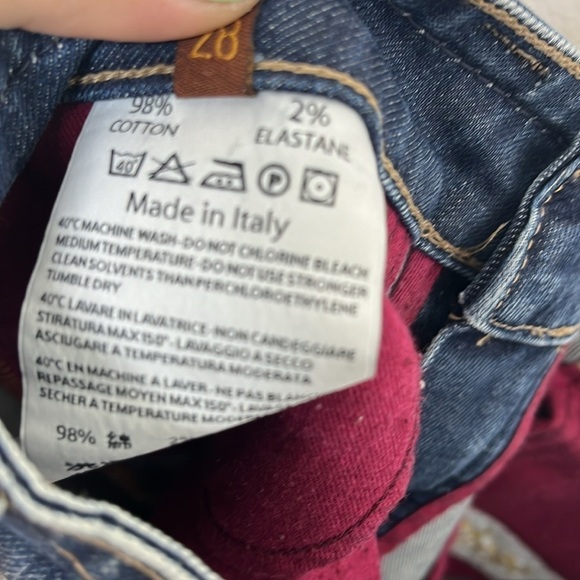 28
98% 2%
COTTON ELASTANE
40°
P
Made in Italy
40°C MACHINE WASH-DO NOT CHLORINE BLEACH
MEDIUM TEMPERATURE-DO NOT USE STRONGER
CLEAN SOLVENTS THAN PERCHLOROETHYLENE
TUMBLE DRY
40°C LAVARE IN LAVATRICE-NON CANDEGGIARE
STIRATURA MAX 150°- LAVAGGIO A SECCO
ASCIUGARE A TEMPERATURA MODERATA
40°C EN MACHINE A LAVER-NE PAS
REPASSAGE MOYEN MAX 150°-
SECHER A TEMPERATURE
98%